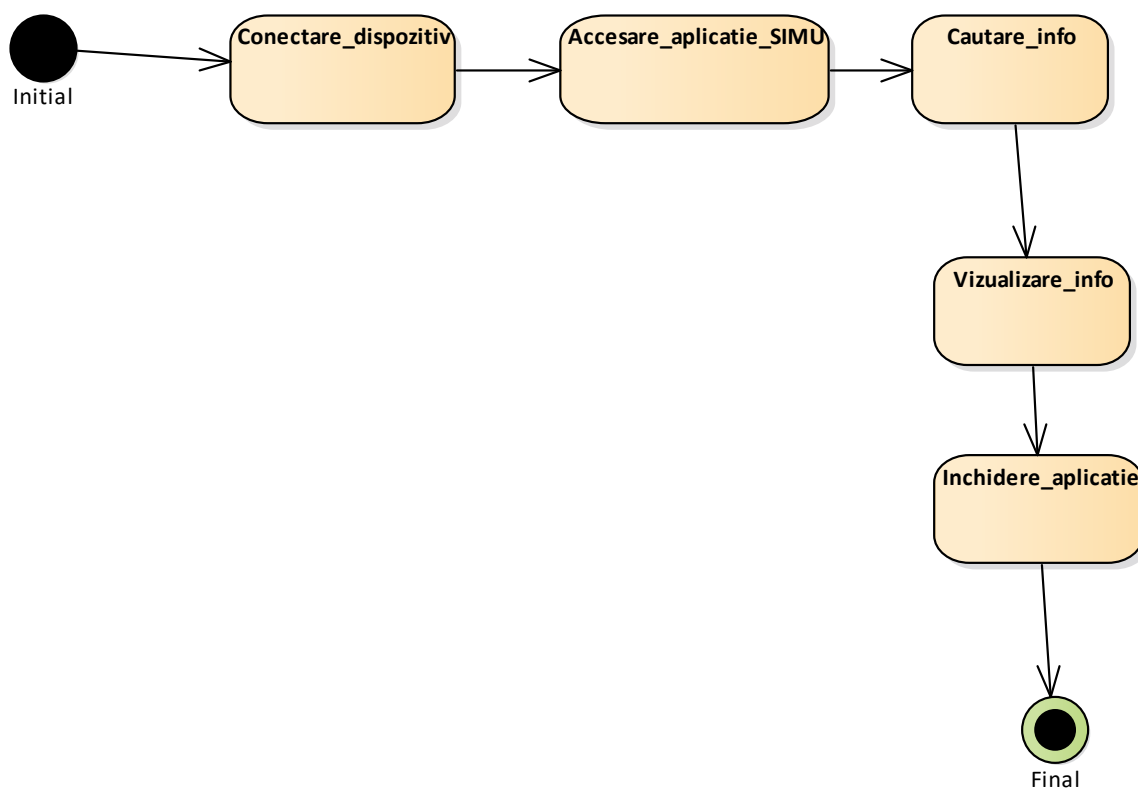 Conectare_dispozitiv
Accesare_aplicatie_SIMU
Cautare_info
Initial
Vizualizare_info
Inchidere_aplicatie
Final